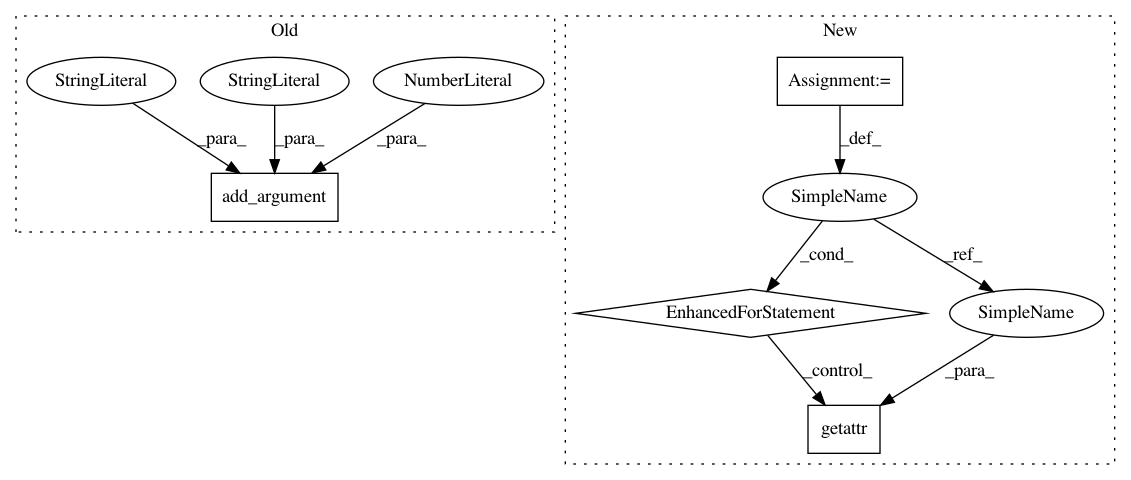 Old
New
StringLiteral
StringLiteral
NumberLiteral
Assignment:=
_para_
_para_
_para_
_def_
add_argument
SimpleName
_cond_
_ref_
EnhancedForStatement
SimpleName
_control_
_para_
getattr